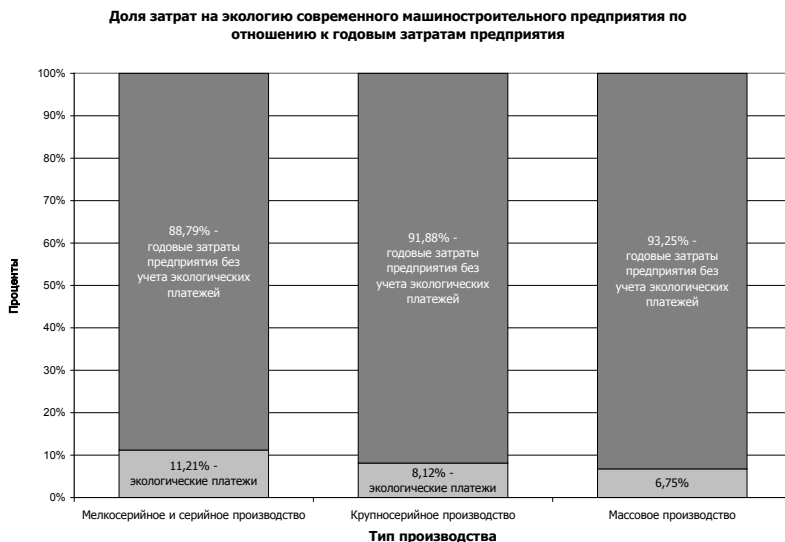 Доля затрат на экологию современного машиностроительного предприятия по
отношению к годовым затратам предприятия
100%
90%
80%
70%
60%
50%
40%
30%
20%
10%
0%
Проценты
88,79% -
годовые затраты
предприятия без
учета экологических
платежей
91,88% -
годовые затраты
предприятия без
учета экологических
платежей
93,25% -
годовые затраты
предприятия без
учета экологических
платежей
11,21% -
экологические платежи
8,12% -
экологические платежи
6,75%
Мелкосерийное и серийное производство
Крупносерийное производство
Массовое производство
Тип производства